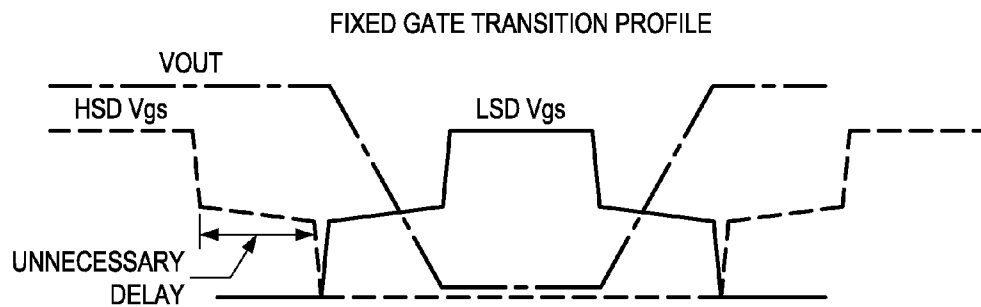 FIXED GATE TRANSITION PROFILE
VOUT
HSD Vgs
LSD Vgs
UNNECESSARY
DELAY